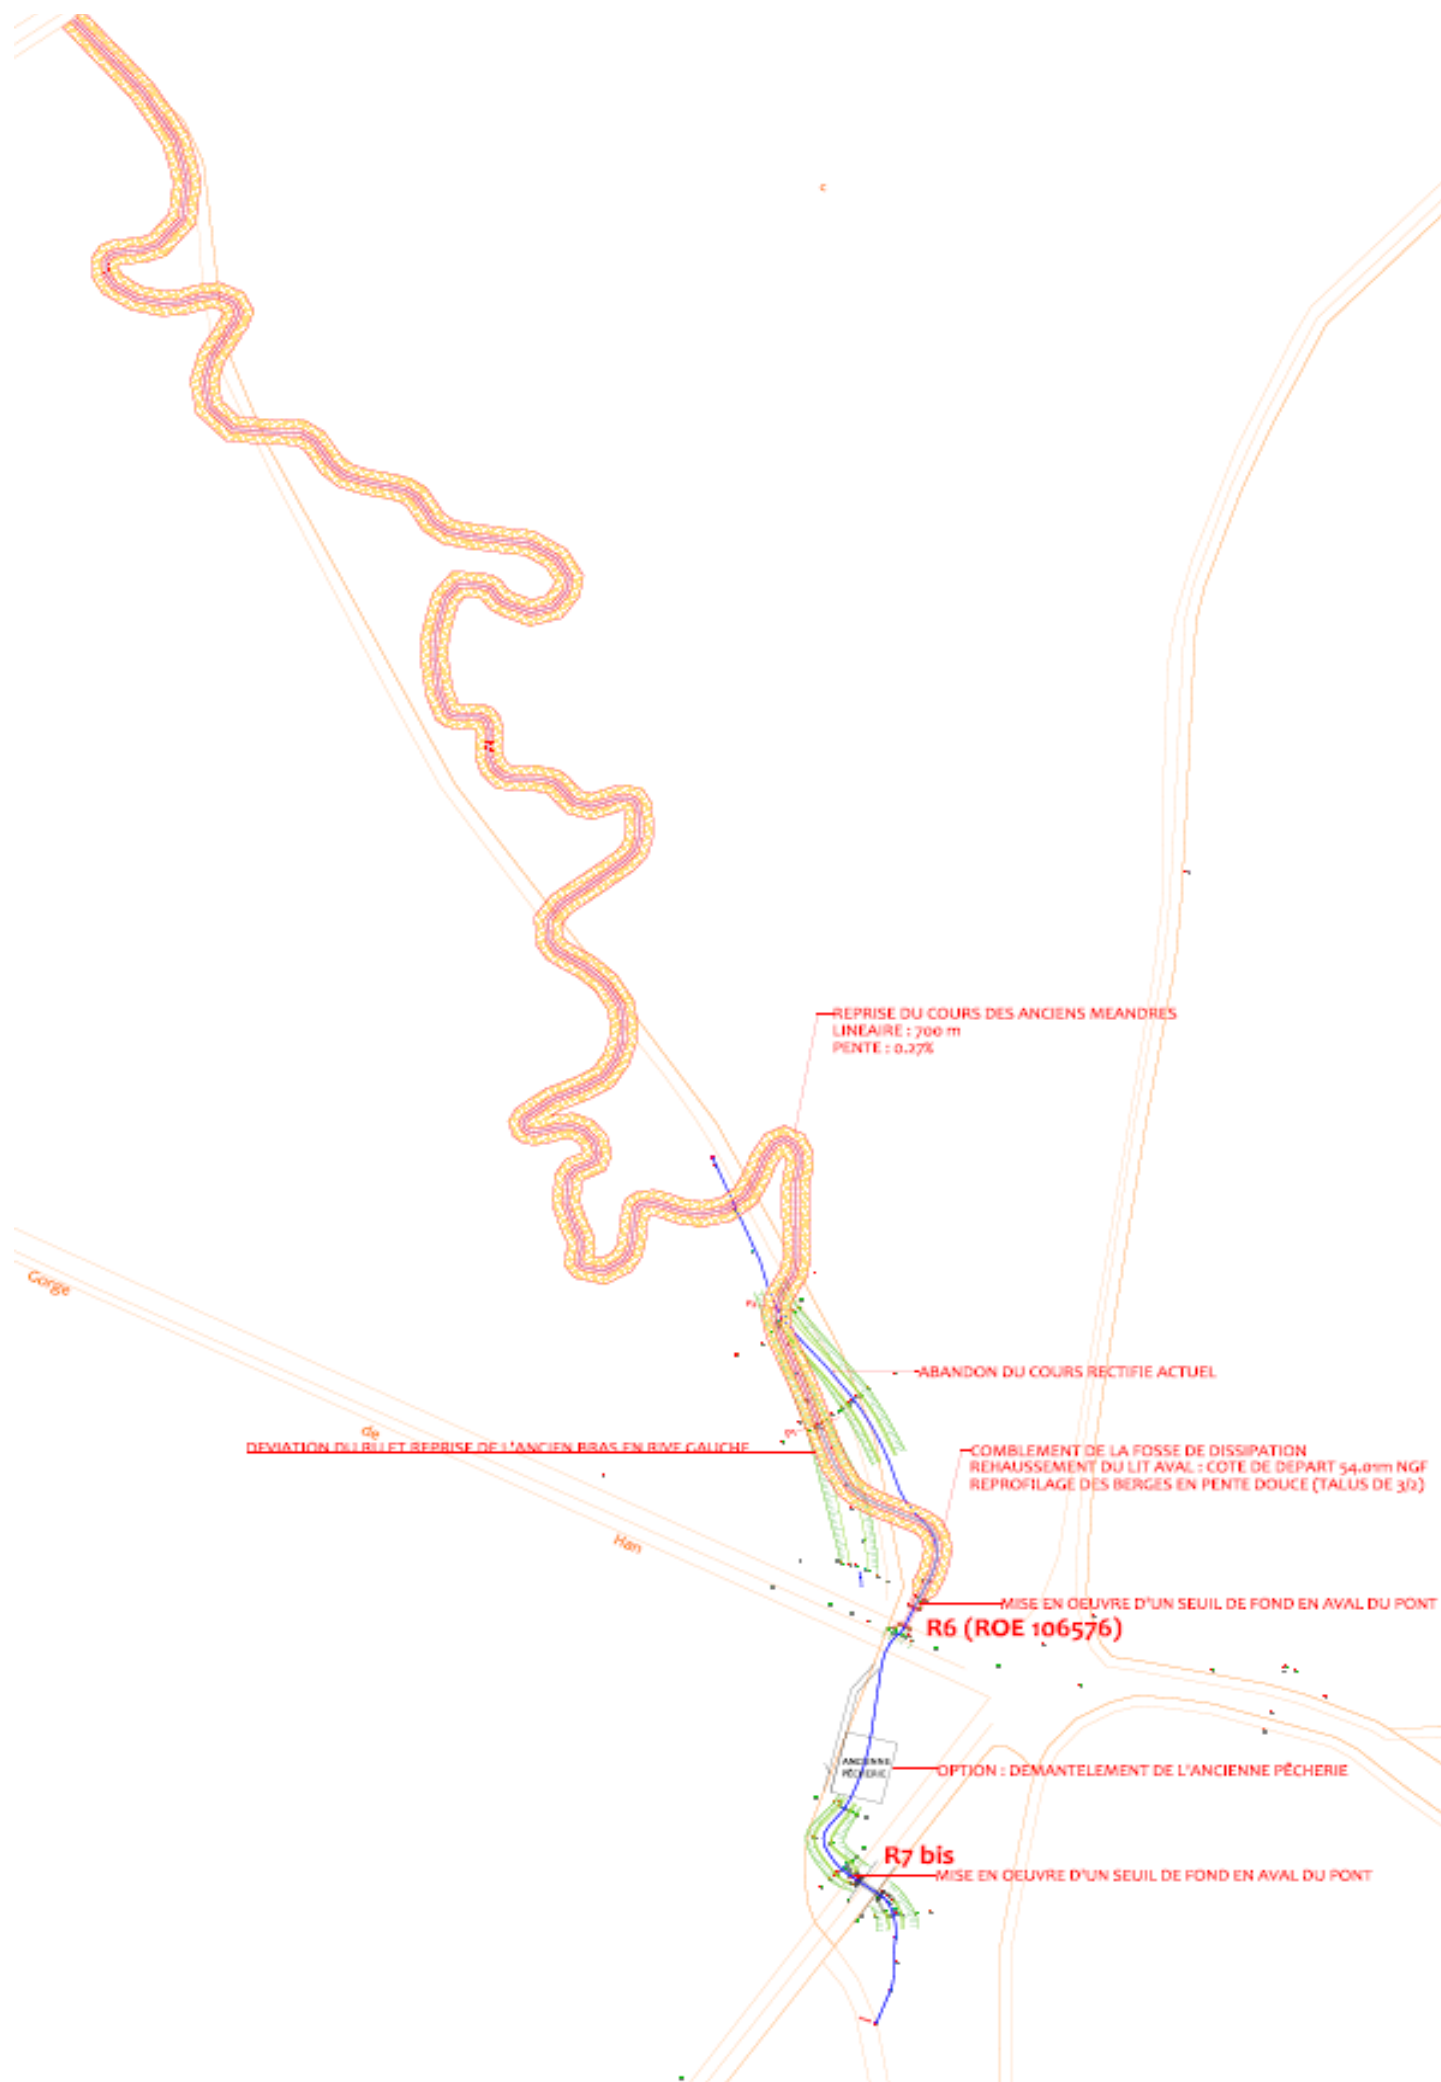 REPRISE DU COURS DES ANCIENS MEANDRES
LINEAIRE : 700 m
PENTE : 0.27%
Gorge
de
Han
ABANDON DU COURS RECTIFIE ACTUEL
DEVIATION DU RU ET REPRISE DE L'ANCIEN BRAS EN RIVE GAUCHE
COMBLEMENT DE LA FOSSE DE DISSIPATION
REHAUSSEMENT DU LIT AVAL : COTE DE DEPART 54.01m NGF
REPROFILAGE DES BERGES EN PENTE DOUCE (TALUS DE 3/2)
MISE EN OEUVRE D'UN SEUIL DE FOND EN AVAL DU PONT
R6 (ROE 106576)
ANCIENNE
PÊCHERIE
OPTION : DEMANTELEMENT DE L'ANCIENNE PÊCHERIE
R7 bis
MISE EN OEUVRE D'UN SEUIL DE FOND EN AVAL DU PONT